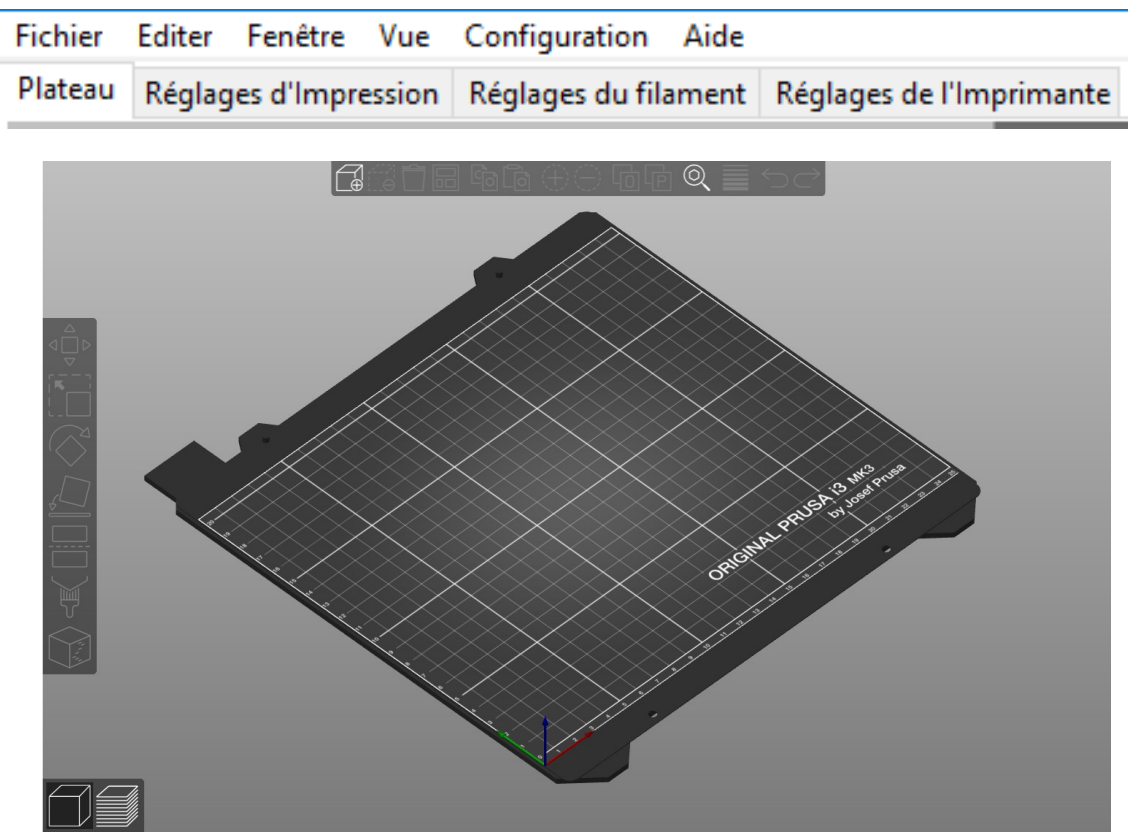 Fichier Editer Fenêtre Vue Configuration Aide
Plateau Réglages d'Impression Réglages du filament Réglages de l'Imprimante
ORIGINAL PRUSA i3 MK3
by Josef Prusa